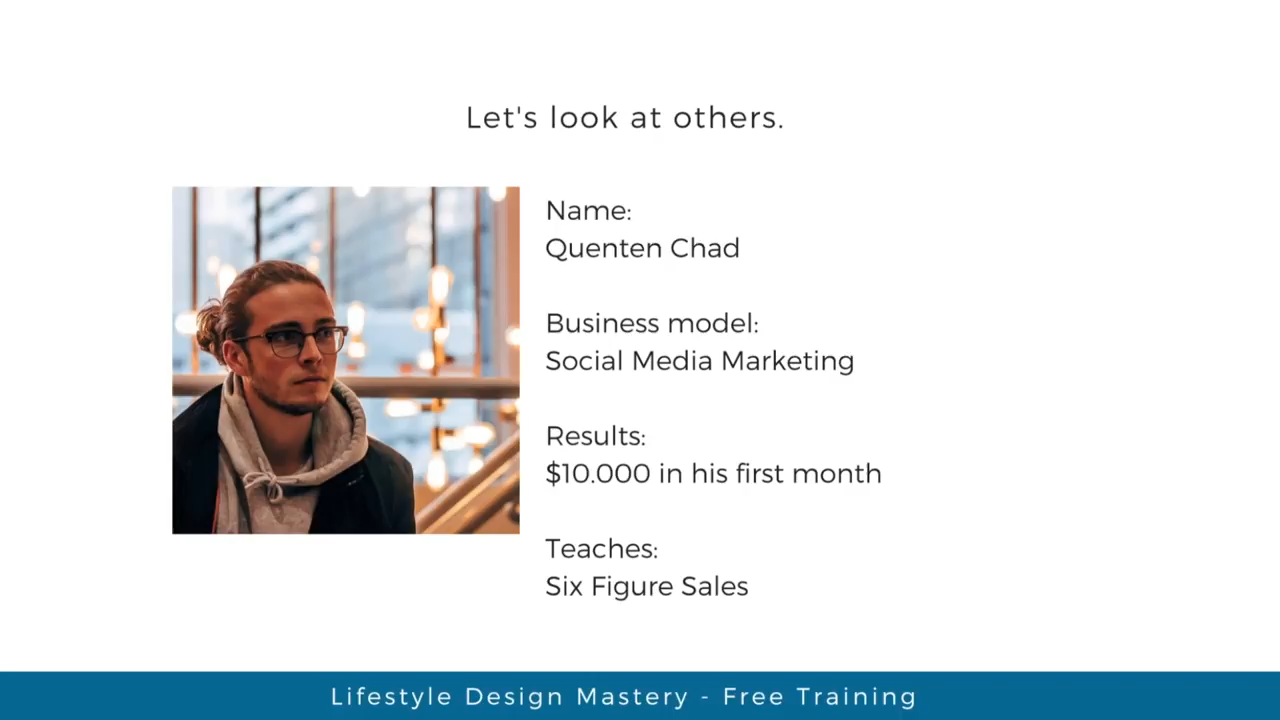 Let's look at others.
Name:
Quenten Chad
Business model:
Social Media Marketing
Results:
$10.000 in his first month
Teaches:
Six Figure Sales
Lifestyle Design Mastery - Free Training